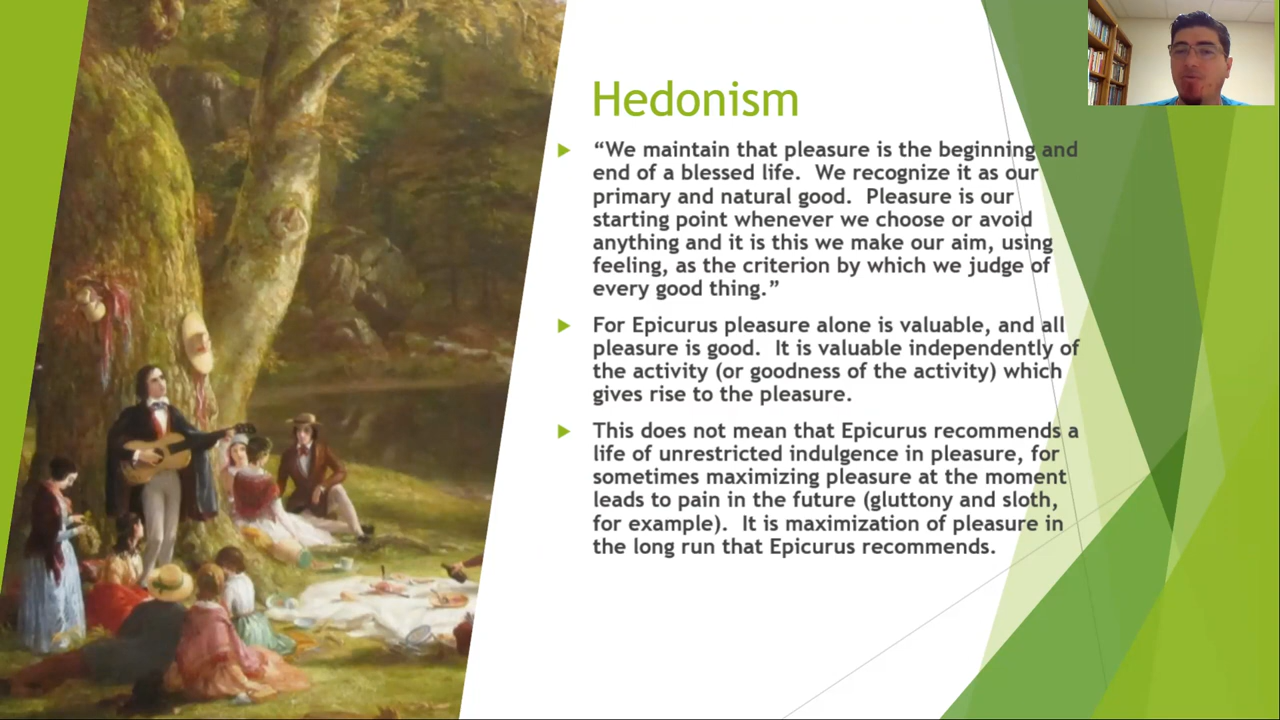 Hedonism
“We maintain that pleasure is the beginning and
end of a blessed life.  We recognize it as our
primary and natural good.  Pleasure is our
starting point whenever we choose or avoid
anything and it is this we make our aim, using
feeling, as the criterion by which we judge of
every good thing.”
For Epicurus pleasure alone is valuable, and all
pleasure is good.  It is valuable independently of
the activity (or goodness of the activity) which
gives rise to the pleasure.
This does not mean that Epicurus recommends a
life of unrestricted indulgence in pleasure, for
sometimes maximizing pleasure at the moment
leads to pain in the future (gluttony and sloth,
for example).  It is maximization of pleasure in
the long run that Epicurus recommends.